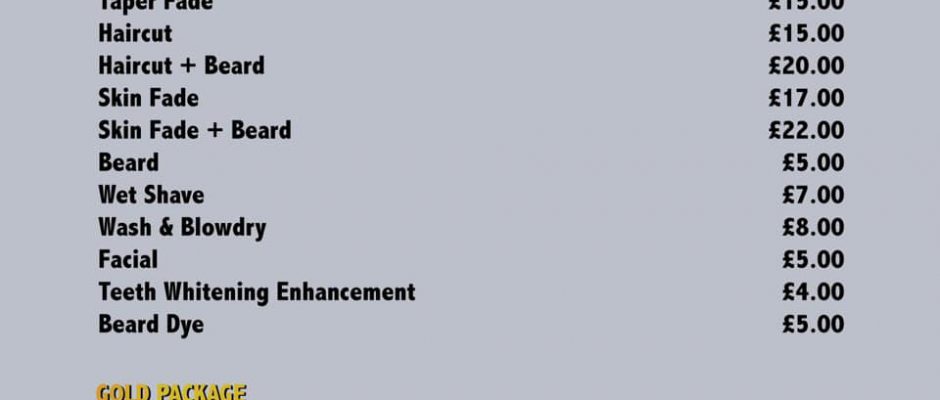 Taper Fade £15.00
Haircut £15.00
Haircut + Beard £20.00
Skin Fade £17.00
Skin Fade + Beard £22.00
Beard £5.00
Wet Shave £7.00
Wash & Blowdry £8.00
Facial £5.00
Teeth Whitening Enhancement £4.00
Beard Dye £5.00
GOLD PACKAGE